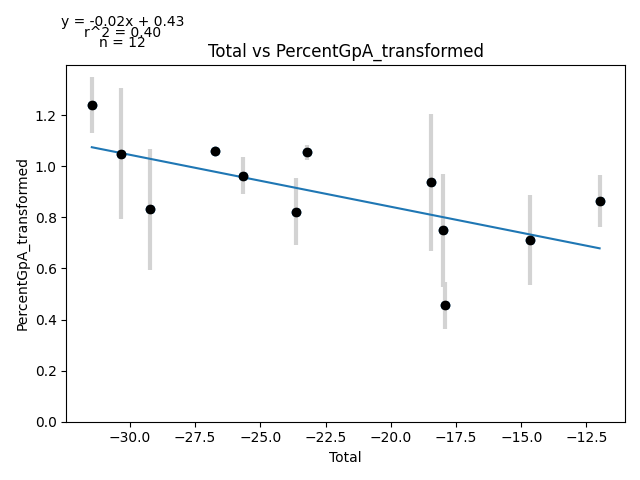 y = -0.02x + 0.43
r^2 = 0.40
n = 12
Total vs PercentGpA_transformed
PercentGpA_transformed
1.2
1.0
0.8
0.6
0.4
0.2
0.0
−30.0 −27.5 −25.0 −22.5 −20.0 −17.5 −15.0 −12.5
Total